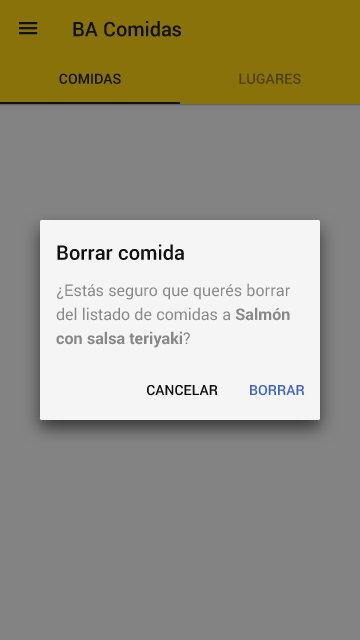 BA Comidas
COMIDAS
LUGARES
Borrar comida
¿Estás seguro que querés borrar
del listado de comidas a Salmón
con salsa teriyaki?
CANCELAR
BORRAR